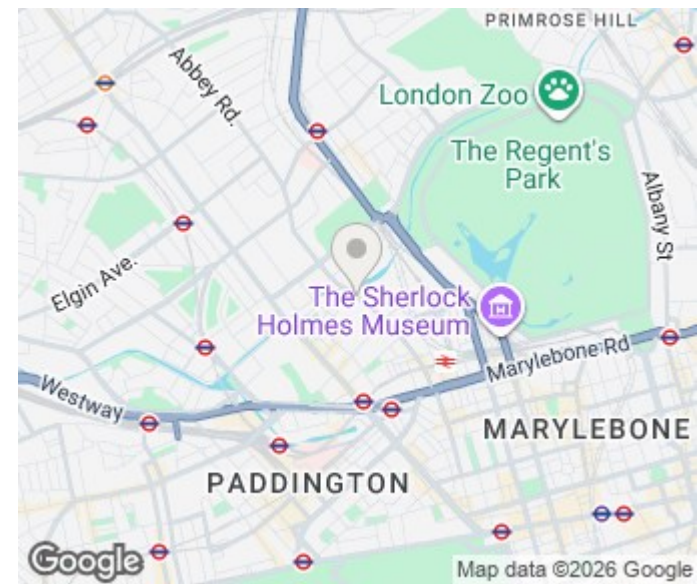 PRIMROSE HILL
Abbey Rd.
London Zoo
The Regent's
Park
Albany St
Elgin Ave.
The Sherlock
Holmes Museum
Marylebone Rd
Westway
MARYLEBONE
PADDINGTON
Google
Map data ©2026 Google